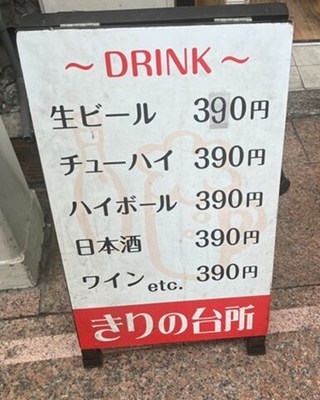 ～DRINK～
生ビール 390円
チューハイ 390円
ハイボール 390円
日本酒 390円
ワイン etc. 390円
きりの台所